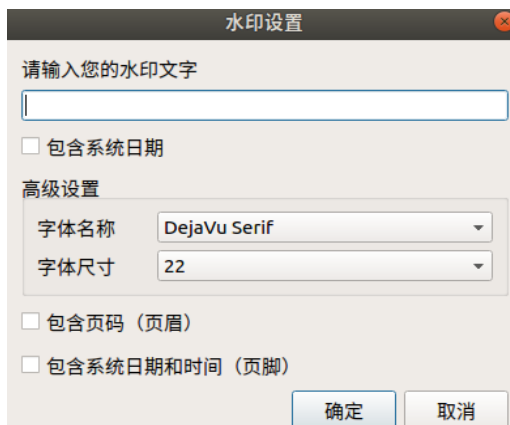 水印设置
请输入您的水印文字
包含系统日期
高级设置
字体名称 DejaVu Serif
字体尺寸 22
包含页码（页眉）
包含系统日期和时间（页脚）
确定 取消